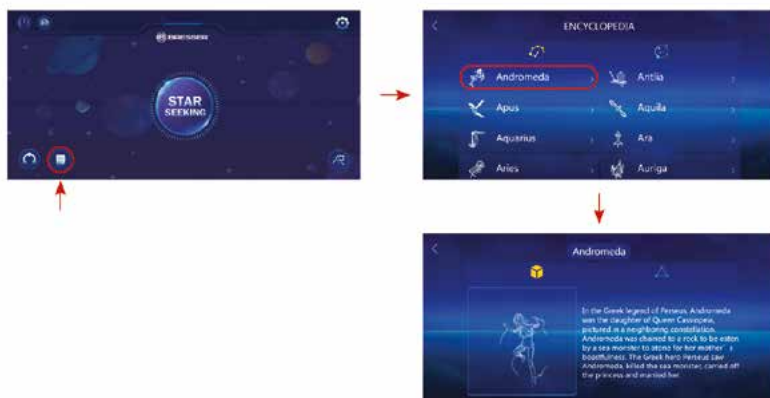 BRESSER
STAR
SEEKING
ENCYCLOPEDIA
Andromeda
Antlia
Apus
Aquila
Aquarius
Ara
Aries
Auriga
Andromeda
In the Greek legend of Perseus, Andromeda
was the daughter of Queen Cassiopeia,
pictured in a neighboring constellation.
Andromeda was chained to a rock to be eaten
by a sea monster to atone for her mother's
boastfulness. The Greek hero Perseus saw
Andromeda, killed the sea monster, carried off
the princess and married her.